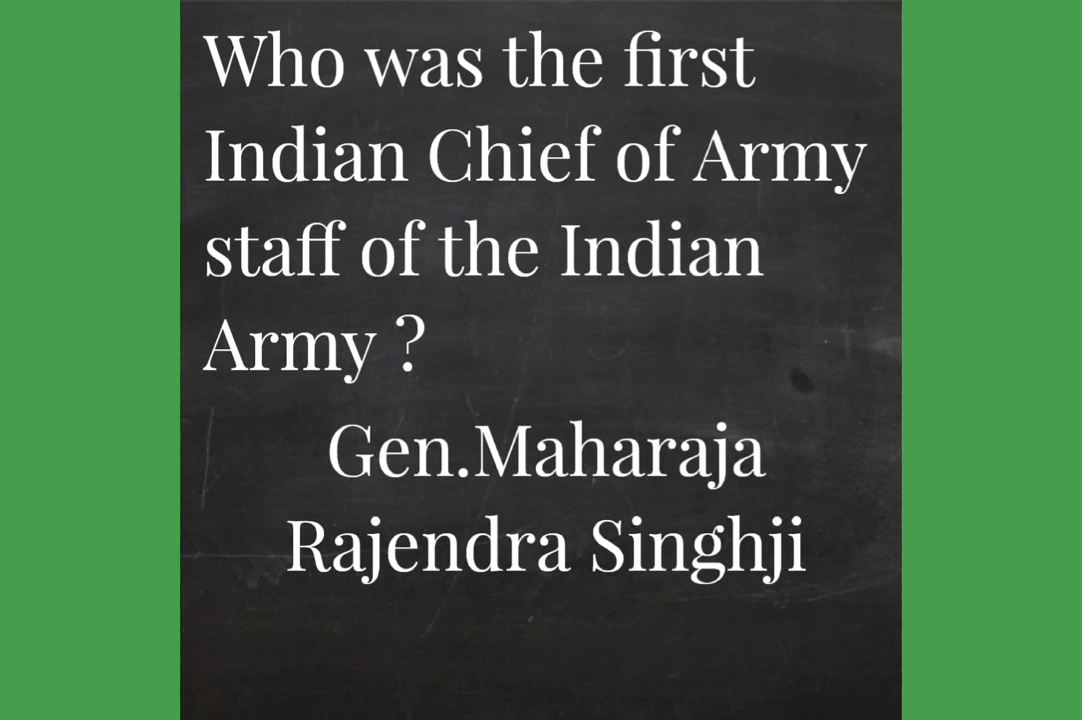 Who was the first
Indian Chief of Army
staff of the Indian
Army ?
Gen.Maharaja
Rajendra Singhji